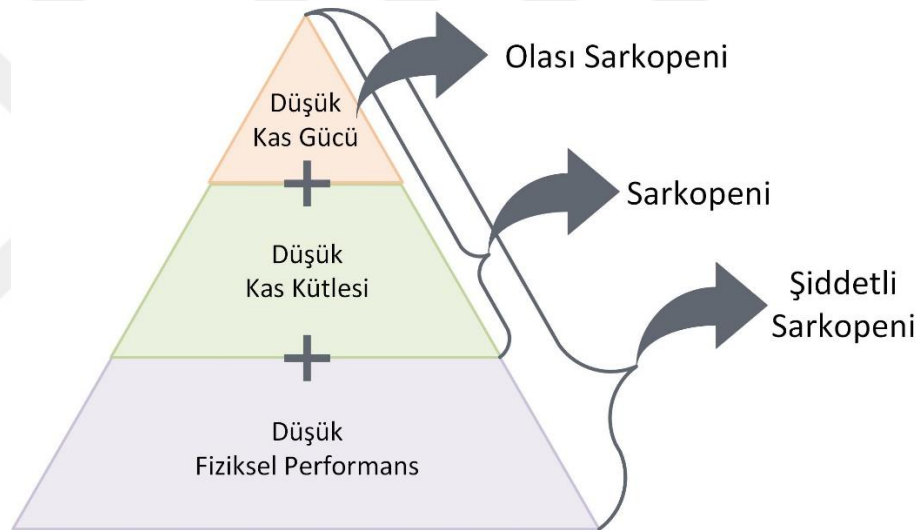 Düşük
Kas Gücü
Olası Sarkopeni
+
Düşük
Kas Kütlesi
Sarkopeni
+
Düşük
Fiziksel Performans
Şiddetli
Sarkopeni